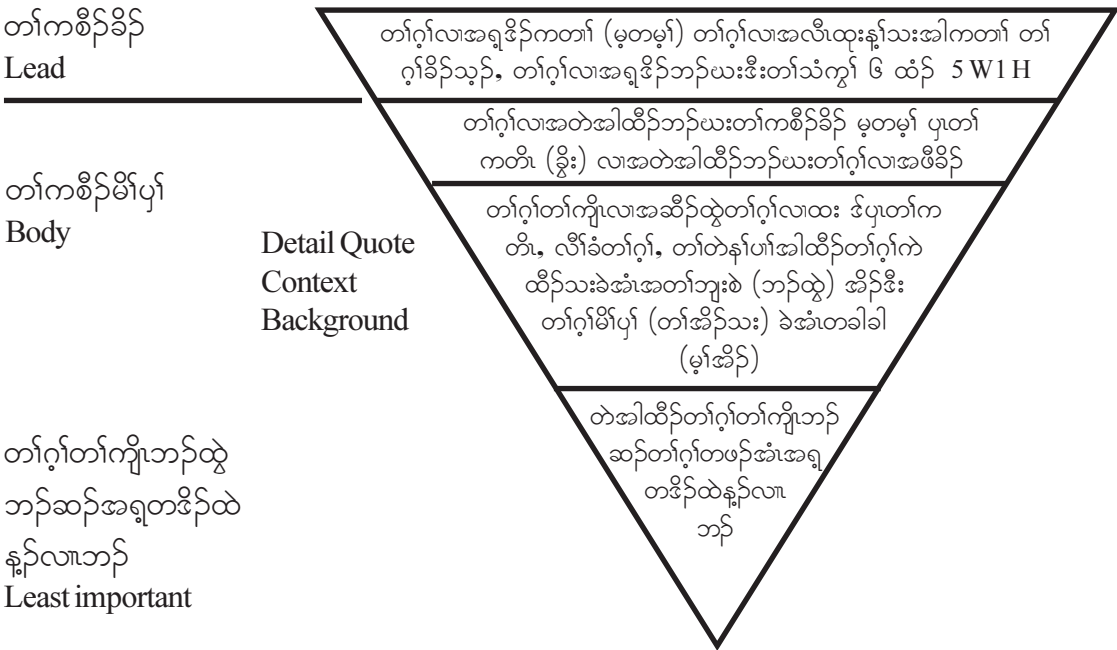 တၢ်ကစီၣ်ခိၣ်
Lead
တၢ်ဂ့ၢ်လၢအရ့ဒိၣ်ကတၢၢ် (မ့တမ့ၢ်) တၢ်ဂ့ၢ်လၢအလီၤထုးန့ၢ်သးအါကတၢၢ် တၢ်
ဂ့ၢ်ခိၣ်သ့ၣ်, တၢ်ဂ့ၢ်လၢအရ့ဒိၣ်ဘၣ်ဃးဒီးတၢ်သံကွၢ် ၆ ထံၣ် 5 W1 H
တၢ်ဂ့ၢ်လၢအတဲအါထီၣ်ဘၣ်ဃးတၢ်ကစီၣ်ခိၣ် မ့တမ့ၢ် ပှၤတၢ်
ကတိၤ (ခွိး) လၢအတဲအါထီၣ်ဘၣ်ဃးတၢ်ဂ့ၢ်လၢအဖီခိၣ်
တၢ်ကစီၣ်မိၢ်ပှၢ်
Body
Detail Quote
Context
Background
တၢ်ဂ့ၢ်တၢ်ကျိၤလၢအဆီၣ်ထွဲတၢ်ဂ့ၢ်လၢထး ဒ်ပှၤတၢ်က
တိၤ, လီၢ်ခံတၢ်ဂ့ၢ်, တၢ်တဲနၢ်ပၢၢ်အါထီၣ်တၢ်ဂ့ၢ်ကဲ
ထီၣ်သးခဲအံၤအတၢ်ဘျးစဲ (ဘၣ်ထွဲ) အိၣ်ဒီး
တၢ်ဂ့ၢ်မိၢ်ပှၢ် (တၢ်အိၣ်သး) ခဲအံၤတခါခါ
(မ့ၢ်အိၣ်)
တၢ်ဂ့ၢ်တၢ်ကျိၤဘၣ်ထွဲ
ဘၣ်ဆၣ်အရ့တဒိၣ်ထဲ
န့ၣ်လၢၤဘၣ်
Least important
တဲအါထီၣ်တၢ်ဂ့ၢ်တၢ်ကျိၤဘၣ်
ဆၣ်တၢ်ဂ့ၢ်တဖၣ်အံၤအရ့
တဒိၣ်ထဲန့ၣ်လၢၤ
ဘၣ်